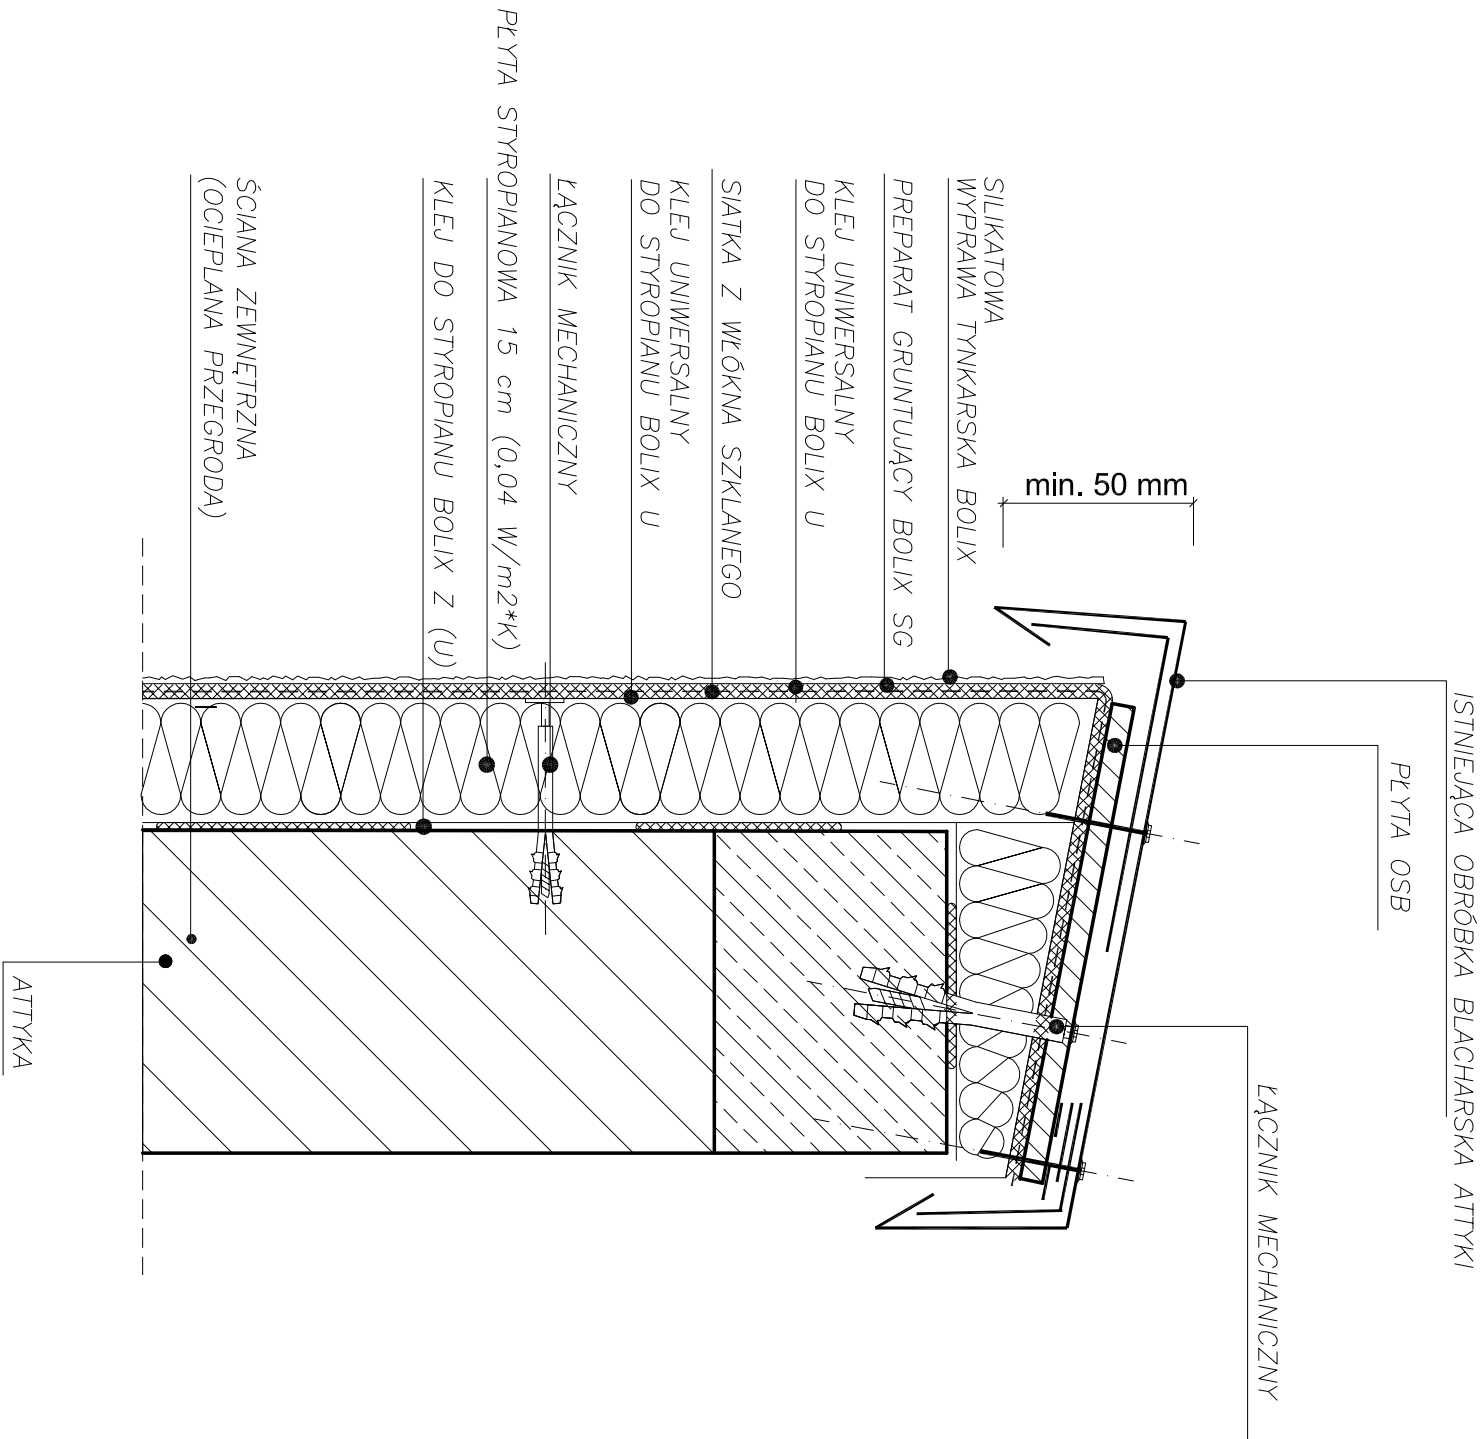 ISTNIEJĄCA OBRÓBKA BLACHARSKA ATTYKI
PŁYTA OSB
ŁĄCZNIK MECHANICZNY
min. 50 mm
SILIKATOWA
WYPRAWA TYNKARSKA BOLIX
PREPARAT GRUNTUJĄCY BOLIX SG
KLEJ UNIWERSALNY
DO STYROPIANU BOLIX U
SIATKA Z WŁÓKNA SZKLANEGO
KLEJ UNIWERSALNY
DO STYROPIANU BOLIX U
ŁĄCZNIK MECHANICZNY
PŁYTA STYROPIANOWA 15 cm (0,04 W/m2*K)
KLEJ DO STYROPIANU BOLIX Z (U)
ŚCIANA ZEWNĘTRZNA
(OCIEPLANA PRZEGRODA)
ATTYKA